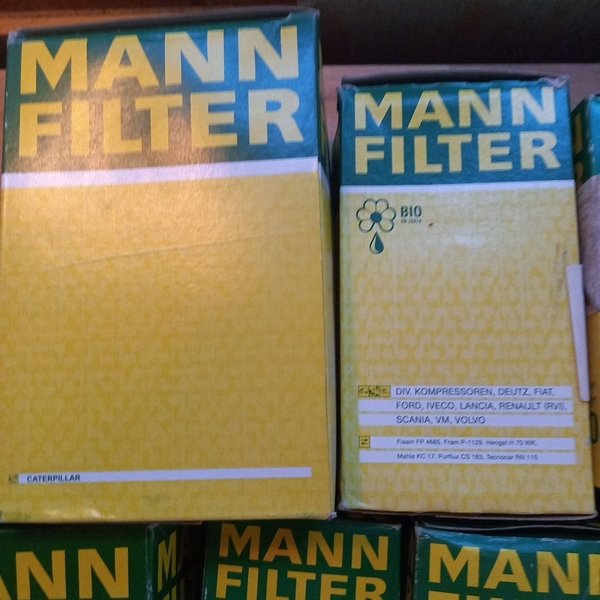 MANN
FILTER
CATERPILLAR
MANN
FILTER
BIO
DIV. KOMPRESSOREN, DEUTZ, FIAT,
FORD, IVECO, LANCIA, RENAULT (RVI),
SCANIA, VM, VOLVO
Fiaam FP 4685, Fram P-1129, Hengst H 70 WK,
Mahle KC 17, Purflux CS 183, Tecnocar RN 110
ANN
M
MANN
FILTER
MANN